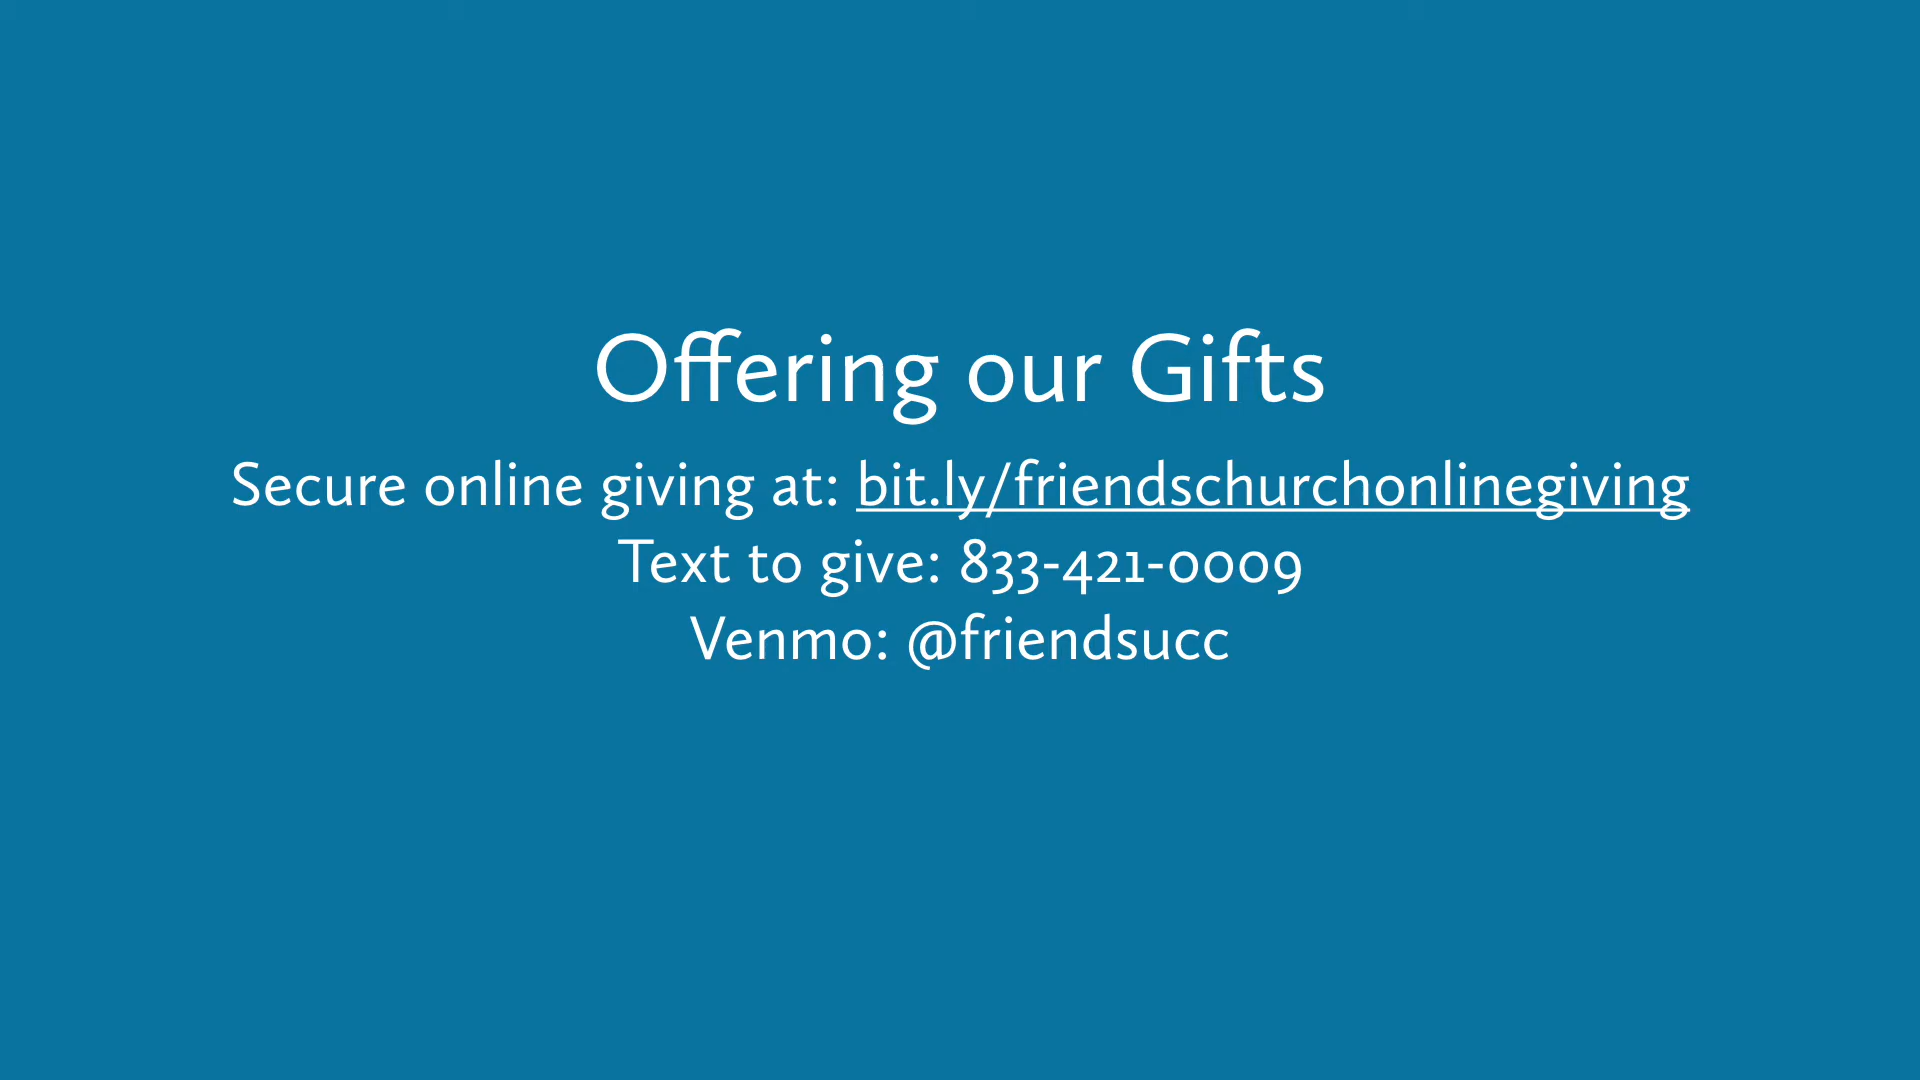 Offering our Gifts
Secure online giving at: bit.ly/friendschurchonlinegiving
Text to give: 833-421-0009
Venmo: @friendsucc